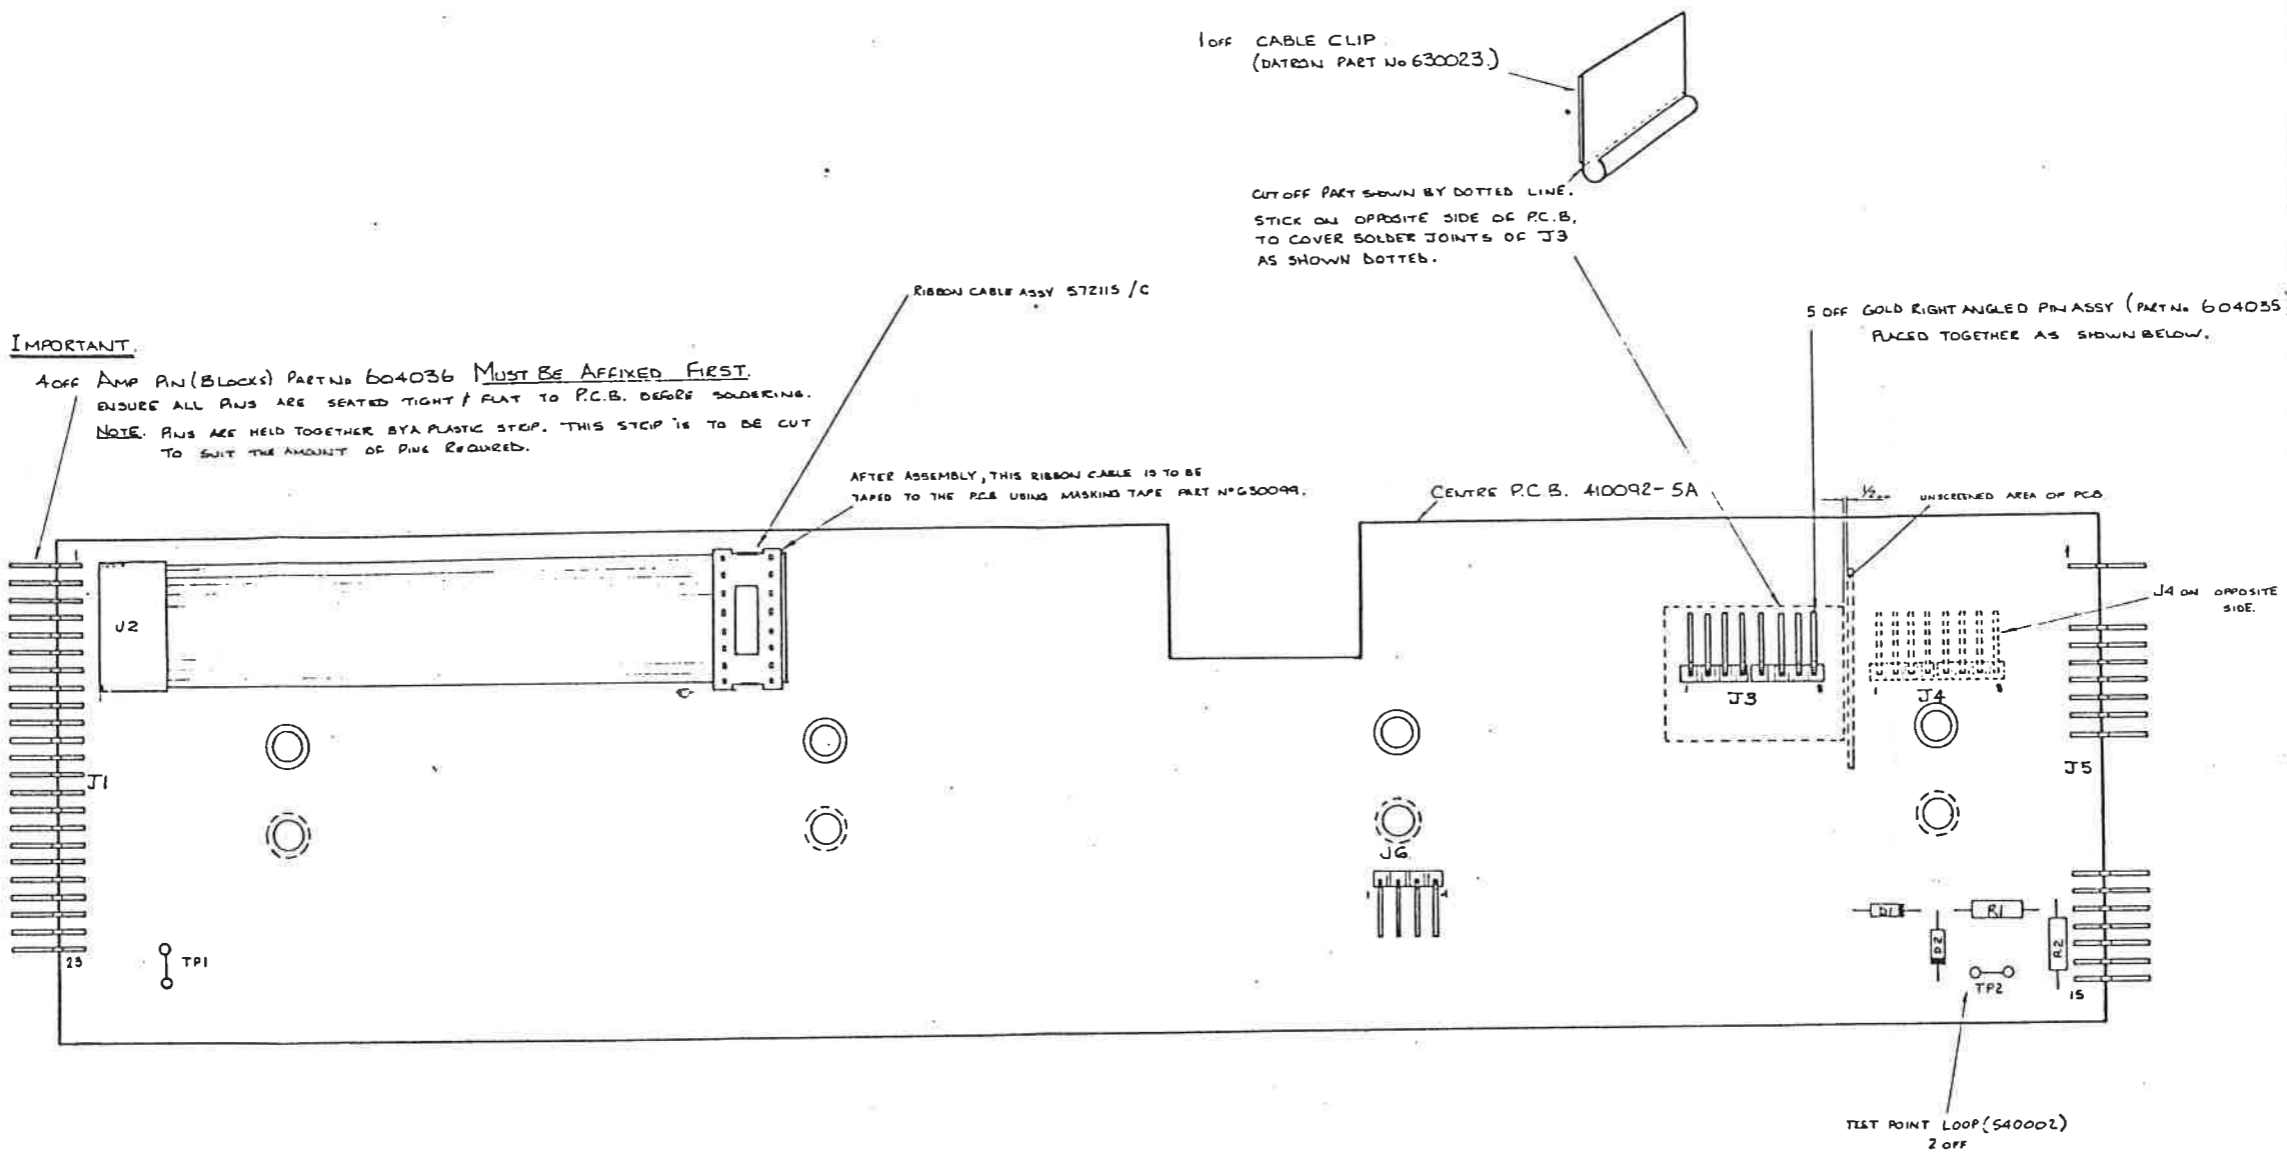 1 OFF CABLE CLIP
(DATRON PART No 630023.)
CUT OFF PART SHOWN BY DOTTED LINE.
STICK ON OPPOSITE SIDE OF P.C.B,
TO COVER SOLDER JOINTS OF J3
AS SHOWN DOTTED.
RIBBON CABLE ASSY 572115 / C
5 OFF GOLD RIGHT ANGLED PIN ASSY (PART No 604035)
PLACED TOGETHER AS SHOWN BELOW.
IMPORTANT.
4 OFF AMP PIN (BLOCKS) PART No 604036 MUST BE AFFIXED FIRST.
ENSURE ALL PINS ARE SEATED TIGHT / FLAT TO P.C.B. BEFORE SOLDERING.
NOTE. PINS ARE HELD TOGETHER BY A PLASTIC STRIP. THIS STRIP IS TO BE CUT
TO SUIT THE AMOUNT OF PINS REQUIRED.
AFTER ASSEMBLY, THIS RIBBON CABLE IS TO BE
TAPED TO THE PCB USING MASKING TAPE PART No 630099.
CENTRE P.C.B. 410092-5A
1/2
UNSCREENED AREA OF PCB
1
1
J4 ON OPPOSITE
SIDE.
J2
1
J3
1 8
J4
1 8
J1
J5
J6
1 4
D1
R1
D2
R2
TP1
23
TP2
15
TEST POINT LOOP (540002)
2 OFF